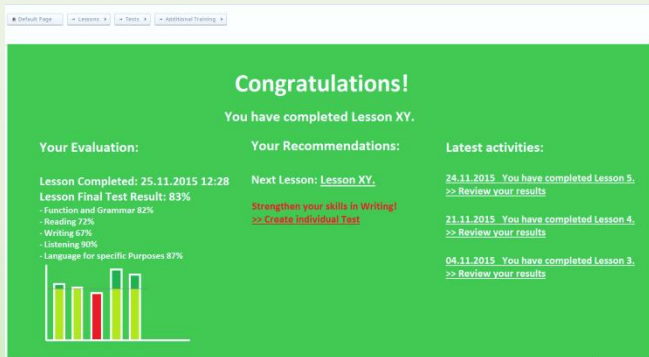 Default Page
Lessons
Tests
Additional Training
Congratulations!
You have completed Lesson XY.
Your Evaluation:
Lesson Completed: 25.11.2015 12:28
Lesson Final Test Result: 83%
- Function and Grammar 82%
- Reading 72%
- Writing 67%
- Listening 90%
- Language for specific Purposes 87%
Your Recommendations:
Next Lesson: Lesson XY.
Strengthen your skills in Writing!
>> Create individual Test
Latest activities:
24.11.2015 You have completed Lesson 5.
>> Review your results
21.11.2015 You have completed Lesson 4.
>> Review your results
04.11.2015 You have completed Lesson 3.
>> Review your results